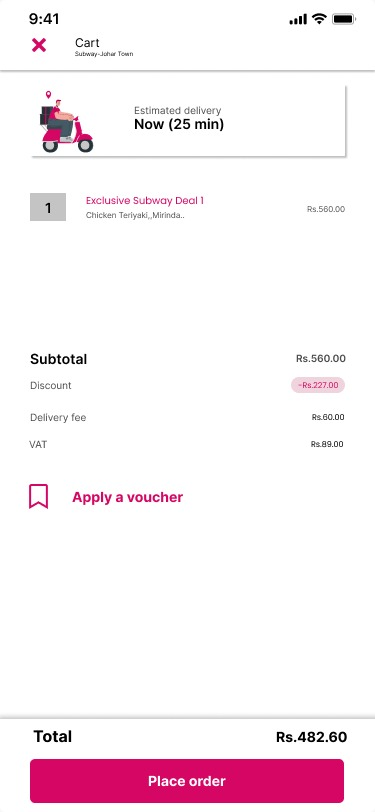 9:41
Cart
Subway-Johar Town
Estimated delivery
Now (25 min)
1
Exclusive Subway Deal 1
Rs.560.00
Chicken Teriyaki,,Mirinda..
Subtotal
Rs.560.00
Discount
-Rs.227.00
Delivery fee
Rs.60.00
VAT
Rs.89.00
Apply a voucher
Total
Rs.482.60
Place order